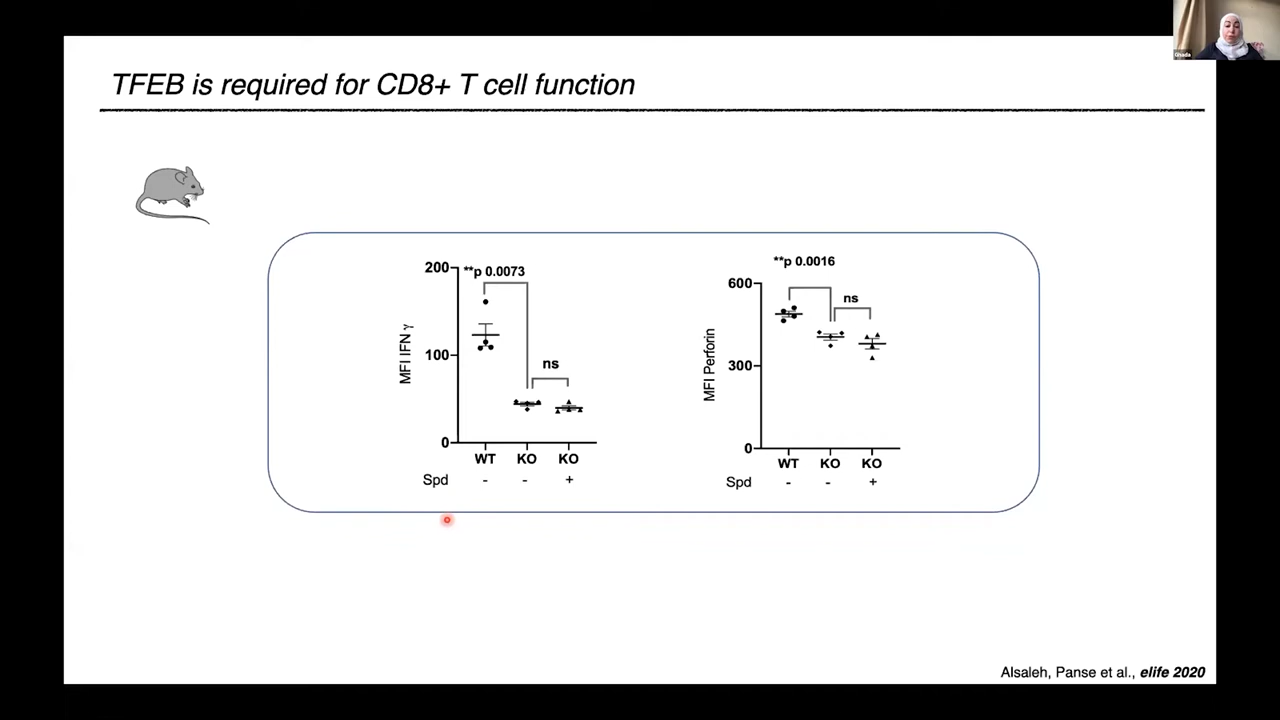 Ghada
TFEB is required for CD8+ T cell function
200
**p 0.0073
ns
100
0
MFI IFN γ
WT KO KO
Spd - - +
**p 0.0016
600
ns
300
0
MFI Perforin
WT KO KO
Spd - - +
Alsaleh, Panse et al., elife 2020